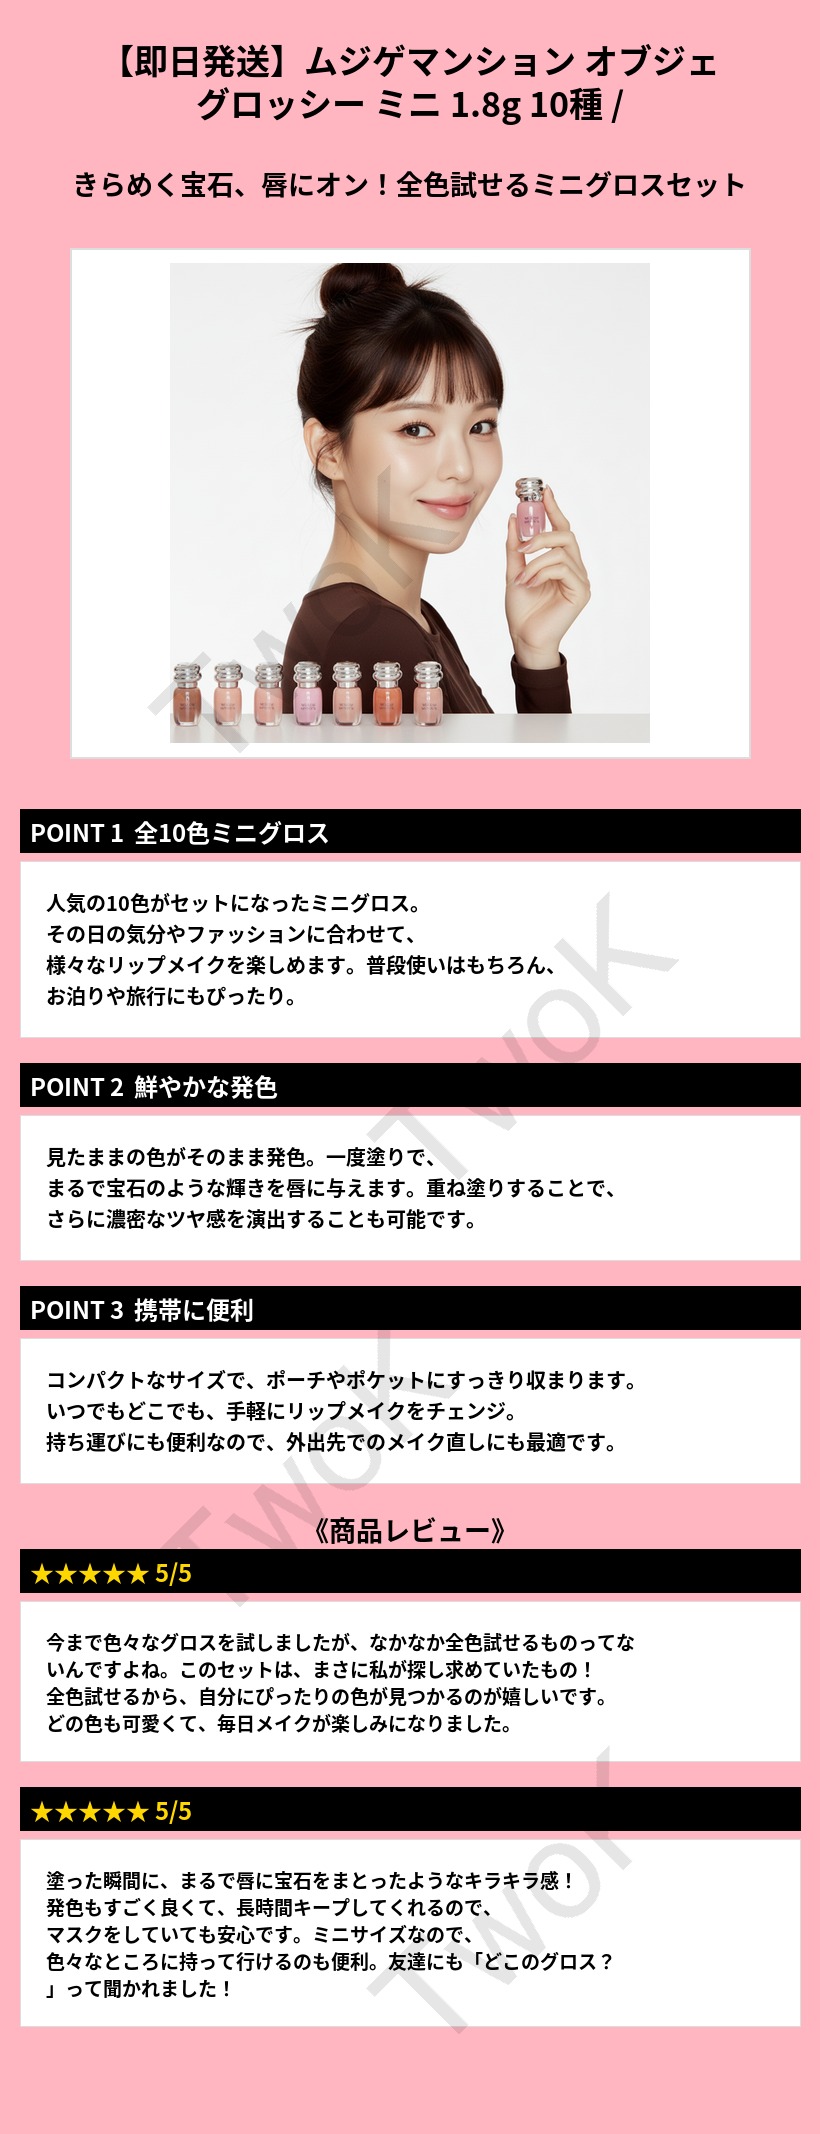 【即日発送】ムジゲマンション オブジェ
グロッシー ミニ 1.8g 10種 /
きらめく宝石、唇にオン！全色試せるミニグロスセット
TwoK
POINT 1 全10色ミニグロス
人気の10色がセットになったミニグロス。
その日の気分やファッションに合わせて、
様々なリップメイクを楽しめます。普段使いはもちろん、
お泊りや旅行にもぴったり。
TwoK
POINT 2 鮮やかな発色
見たままの色がそのまま発色。一度塗りで、
まるで宝石のような輝きを唇に与えます。重ね塗りすることで、
さらに濃密なツヤ感を演出することも可能です。
POINT 3 携帯に便利
コンパクトなサイズで、ポーチやポケットにすっきり収まります。
いつでもどこでも、手軽にリップメイクをチェンジ。
持ち運びにも便利なので、外出先でのメイク直しにも最適です。
TwoK
《商品レビュー》
★★★★★ 5/5
今まで色々なグロスを試しましたが、なかなか全色試せるものってな
いんですよね。このセットは、まさに私が探し求めていたもの！
全色試せるから、自分にぴったりの色が見つかるのが嬉しいです。
どの色も可愛くて、毎日メイクが楽しみになりました。
★★★★★ 5/5
塗った瞬間に、まるで唇に宝石をまとったようなキラキラ感！
発色もすごく良くて、長時間キープしてくれるので、
マスクをしていても安心です。ミニサイズなので、
色々なところに持って行けるのも便利。友達にも「どこのグロス？
」って聞かれました！
TwoK